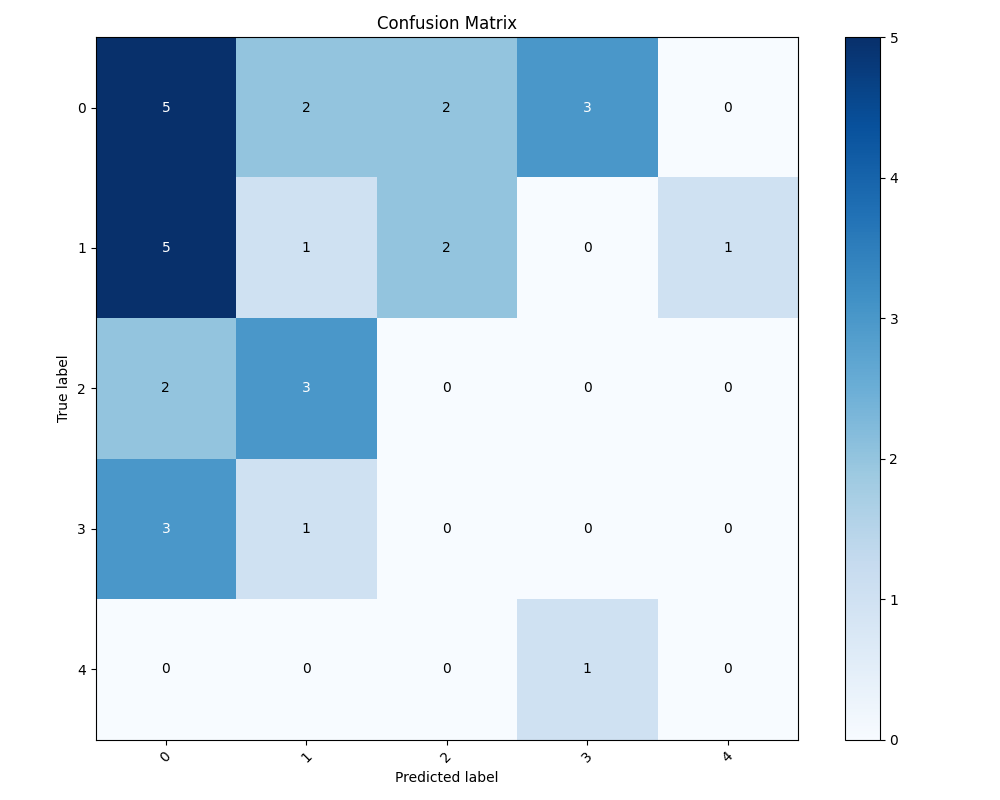 Confusion Matrix
0 5 2 2 3 0
1 5 1 2 0 1
2 2 3 0 0 0
3 3 1 0 0 0
4 0 0 0 1 0
0 1 2 3 4
True label
Predicted label
5
4
3
2
1
0